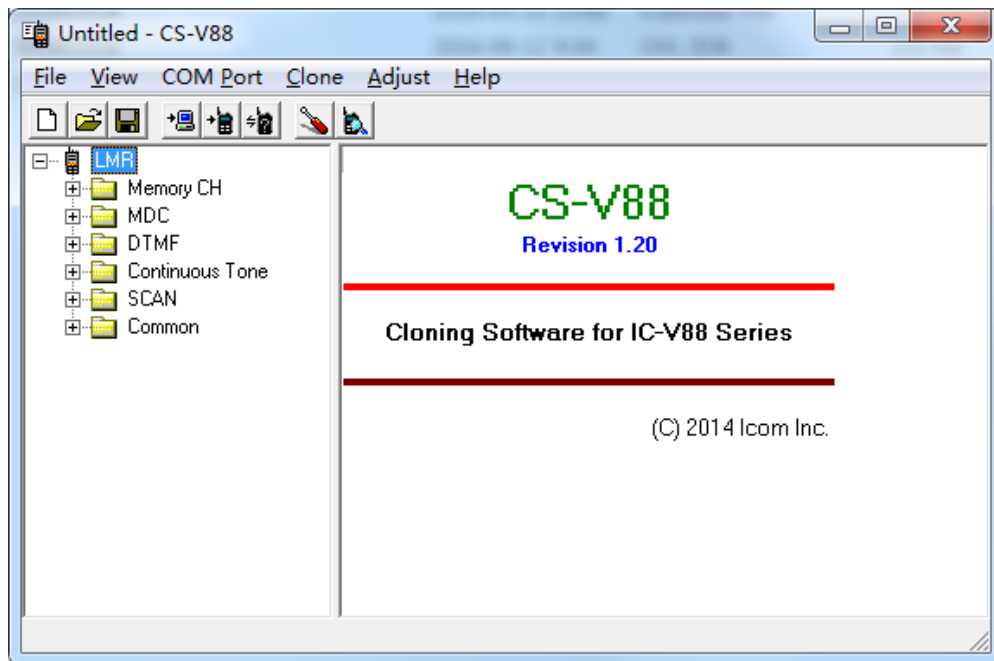 Untitled - CS-V88
File View COM Port Clone Adjust Help
LMR
Memory CH
MDC
DTMF
Continuous Tone
SCAN
Common
CS-V88
Revision 1.20
Cloning Software for IC-V88 Series
(C) 2014 Icom Inc.